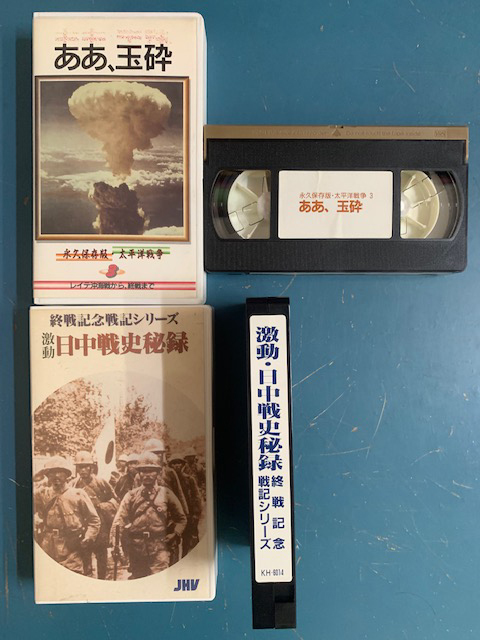 ああ、玉砕
永久保存版・太平洋戦争
3
レイテ沖海戦から、終戦まで
永久保存版・太平洋戦争 3
ああ、玉砕
VHS
終戦記念戦記シリーズ
激動
日中戦史秘録
JHV
激動・日中戦史秘録
終戦記念
戦記シリーズ
KH-9014